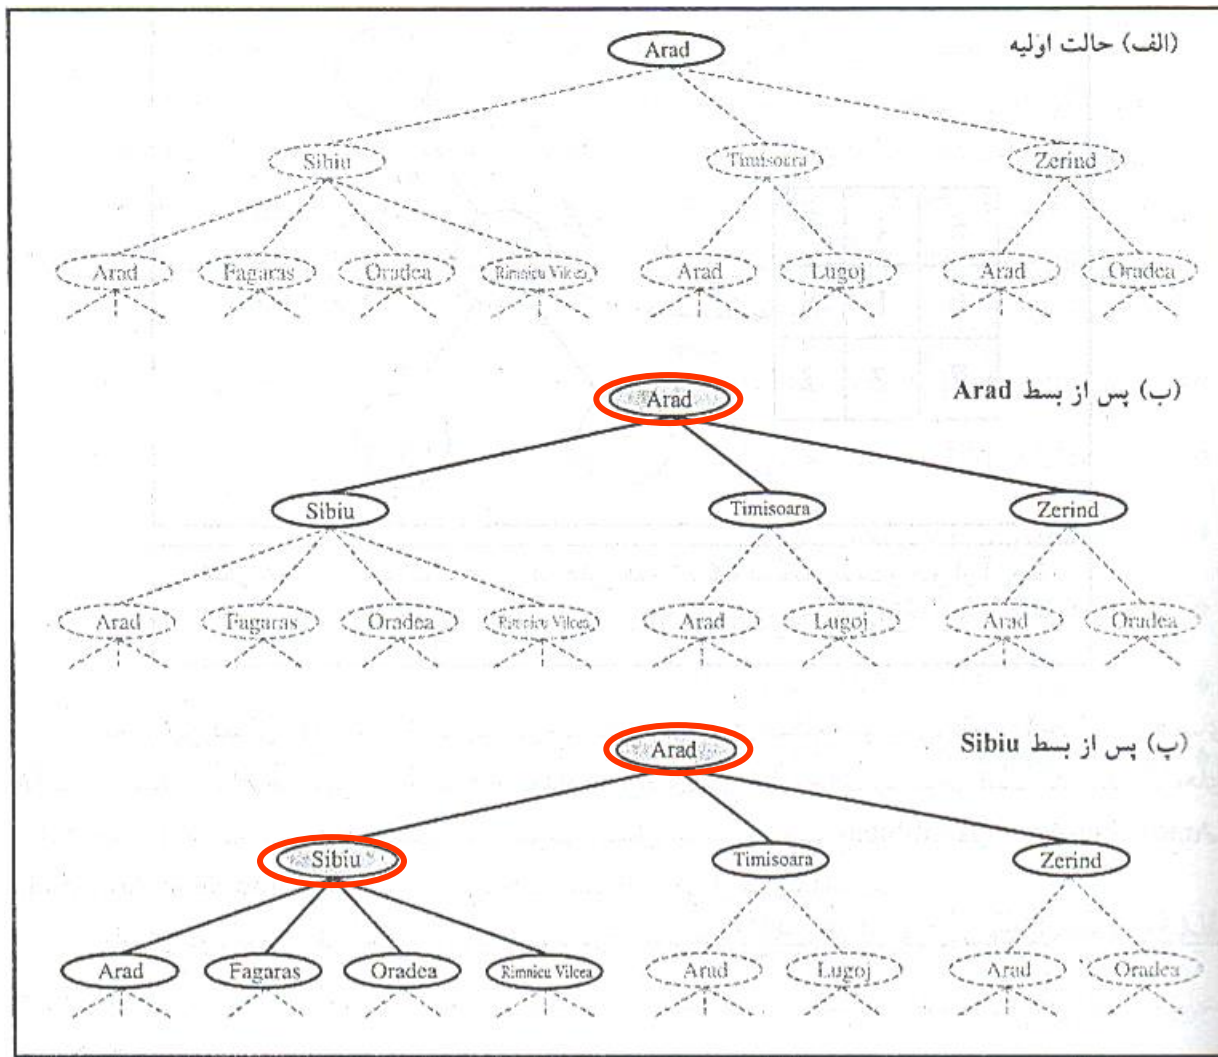 (الف) حالت اولیه
Arad
Sibiu Timisoara Zerind
Arad Fagaras Oradea Rimnicu Vilcea Arad Lugoj Arad Oradea
(ب) پس از بسط Arad
Arad
Sibiu Timisoara Zerind
Arad Fagaras Oradea Rimnicu Vilcea Arad Lugoj Arad Oradea
(پ) پس از بسط Sibiu
Arad
Sibiu Timisoara Zerind
Arad Fagaras Oradea Rimnicu Vilcea Arad Lugoj Arad Oradea